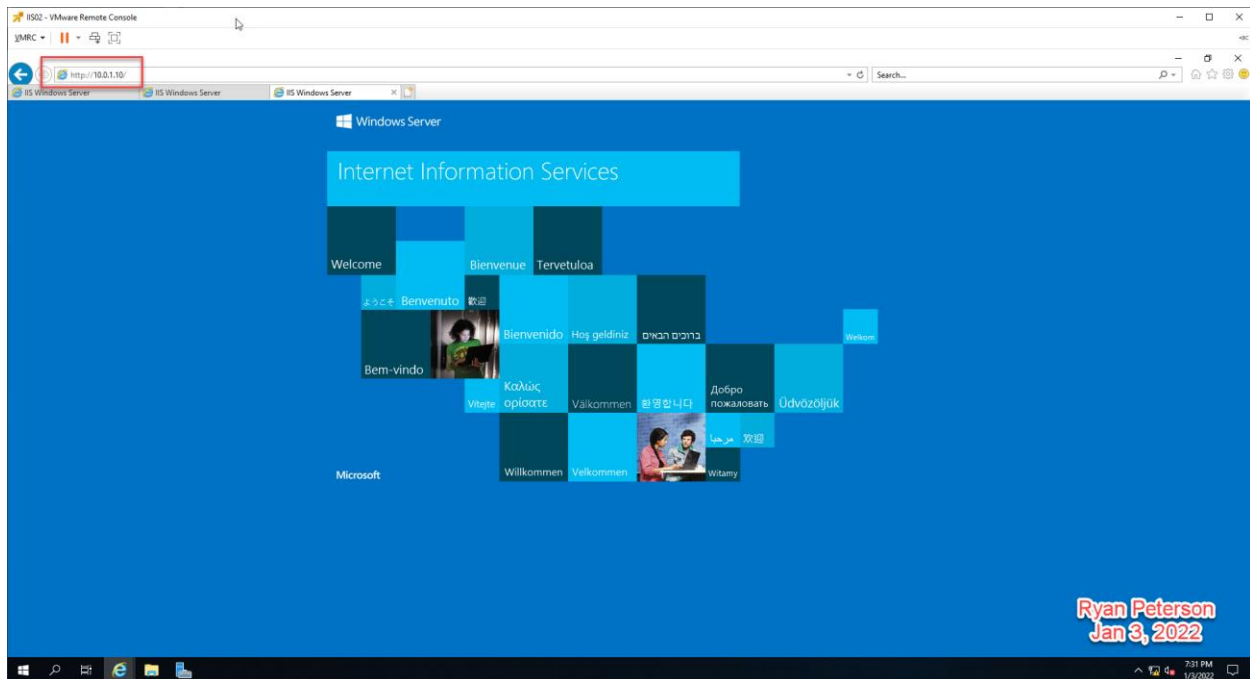 IIS02 - VMware Remote Console
VMRC
http://10.0.1.10/
Search...
IIS Windows Server
IIS Windows Server
IIS Windows Server
Windows Server
Internet Information Services
Welcome
Bienvenue
Tervetuloa
ようこそ
Benvenuto
歡迎
Bienvenido
Hoş geldiniz
ברוכים הבאים
Welkom
Bem-vindo
Vítejte
Καλώς
ορίσατε
Välkommen
환영합니다
Добро
пожаловать
Üdvözöljük
مرحبا
欢迎
Microsoft
Willkommen
Velkommen
Witamy
Ryan Peterson
Jan 3, 2022
7:31 PM
1/3/2022